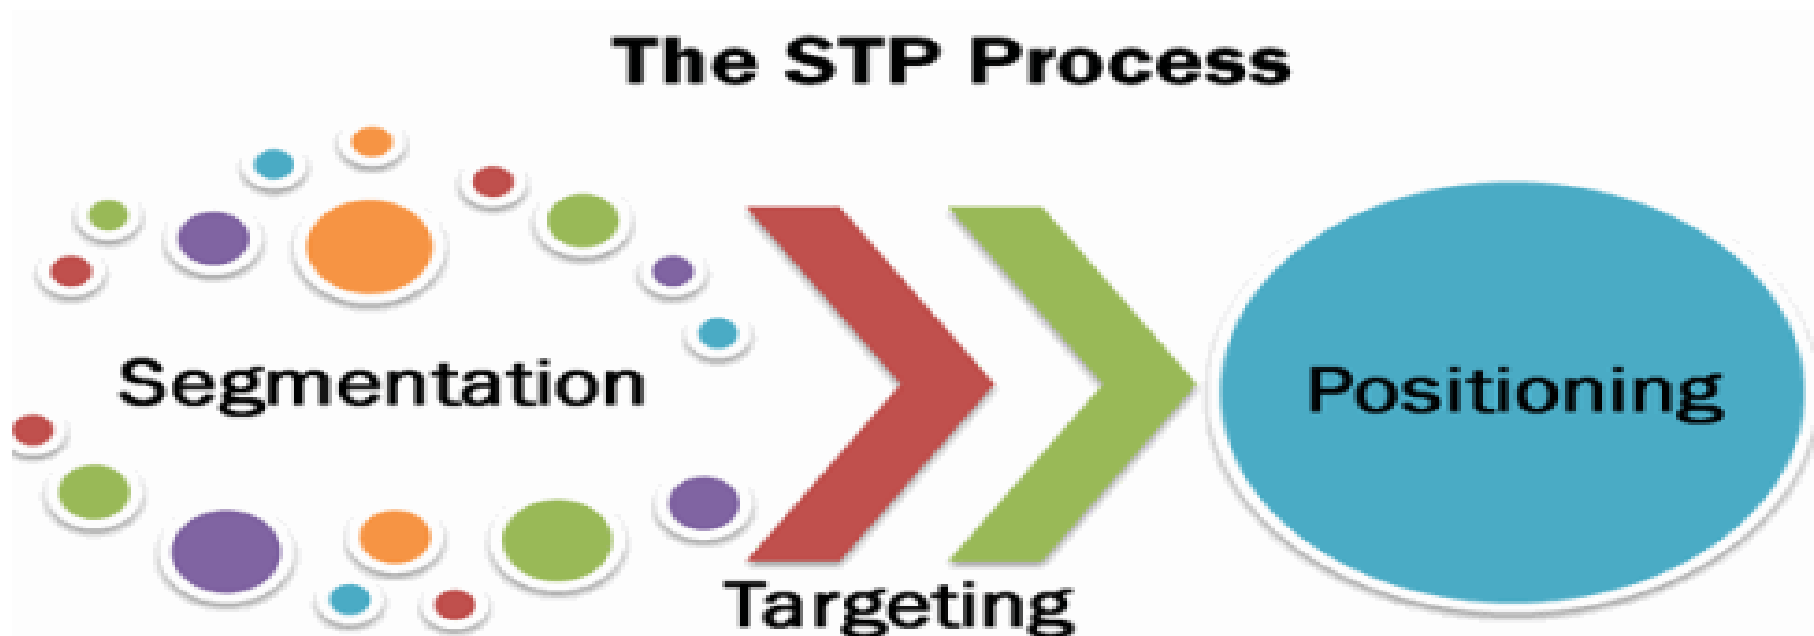 The STP Process
Segmentation
Targeting
Positioning